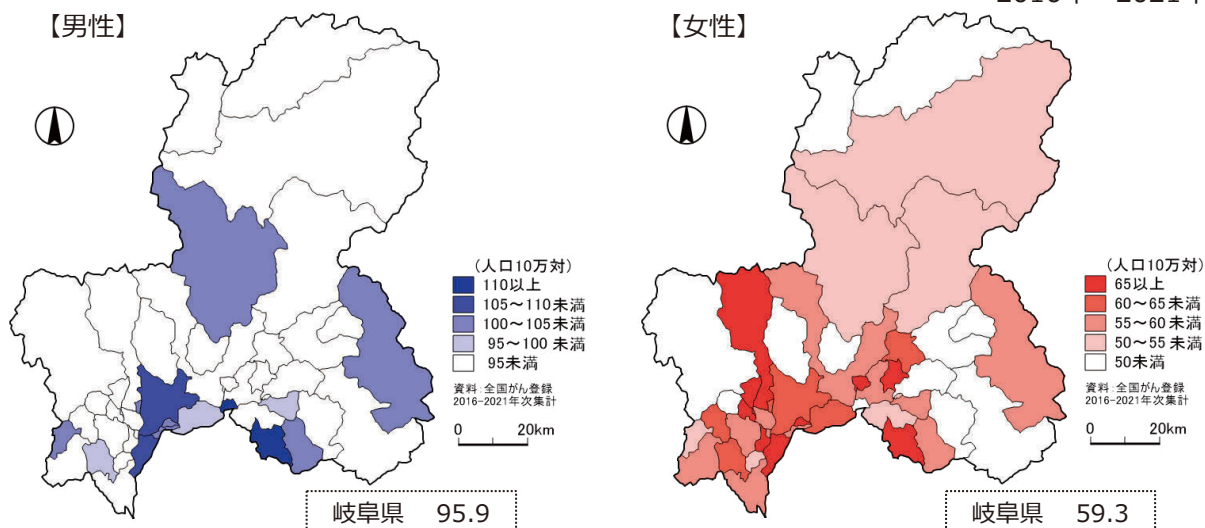 【男性】
(人口10万対)
110以上
105～110未満
100～105未満
95～100 未満
95未満
資料:全国がん登録
2016-2021年次集計
0 20km
岐阜県 95.9
【女性】
(人口10万対)
65以上
60～65未満
55～60未満
50～55未満
50未満
資料:全国がん登録
2016-2021年次集計
0 20km
岐阜県 59.3